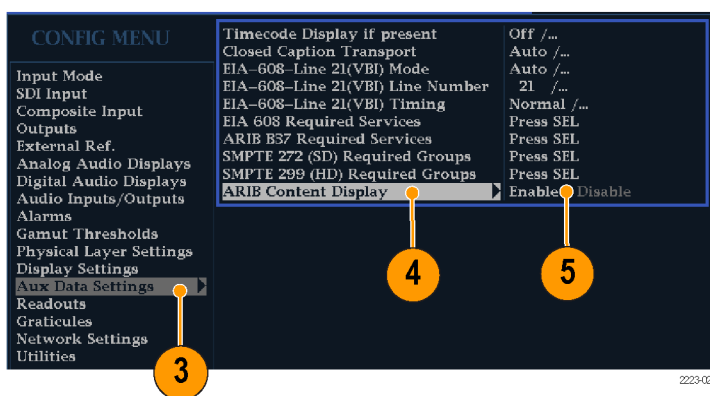 CONFIG MENU
Input Mode
SDI Input
Composite Input
Outputs
External Ref.
Analog Audio Displays
Digital Audio Displays
Audio Inputs/Outputs
Alarms
Gamut Thresholds
Physical Layer Settings
Display Settings
Aux Data Settings
Readouts
Graticules
Network Settings
Utilities
3
Timecode Display if present Off /...
Closed Caption Transport Auto /...
EIA–608–Line 21(VBI) Mode Auto /...
EIA–608–Line 21(VBI) Line Number 21 /...
EIA–608–Line 21(VBI) Timing Normal /...
EIA 608 Required Services Press SEL
ARIB B37 Required Services Press SEL
SMPTE 272 (SD) Required Groups Press SEL
SMPTE 299 (HD) Required Groups Press SEL
ARIB Content Display Enable Disable
4
5
2223-02